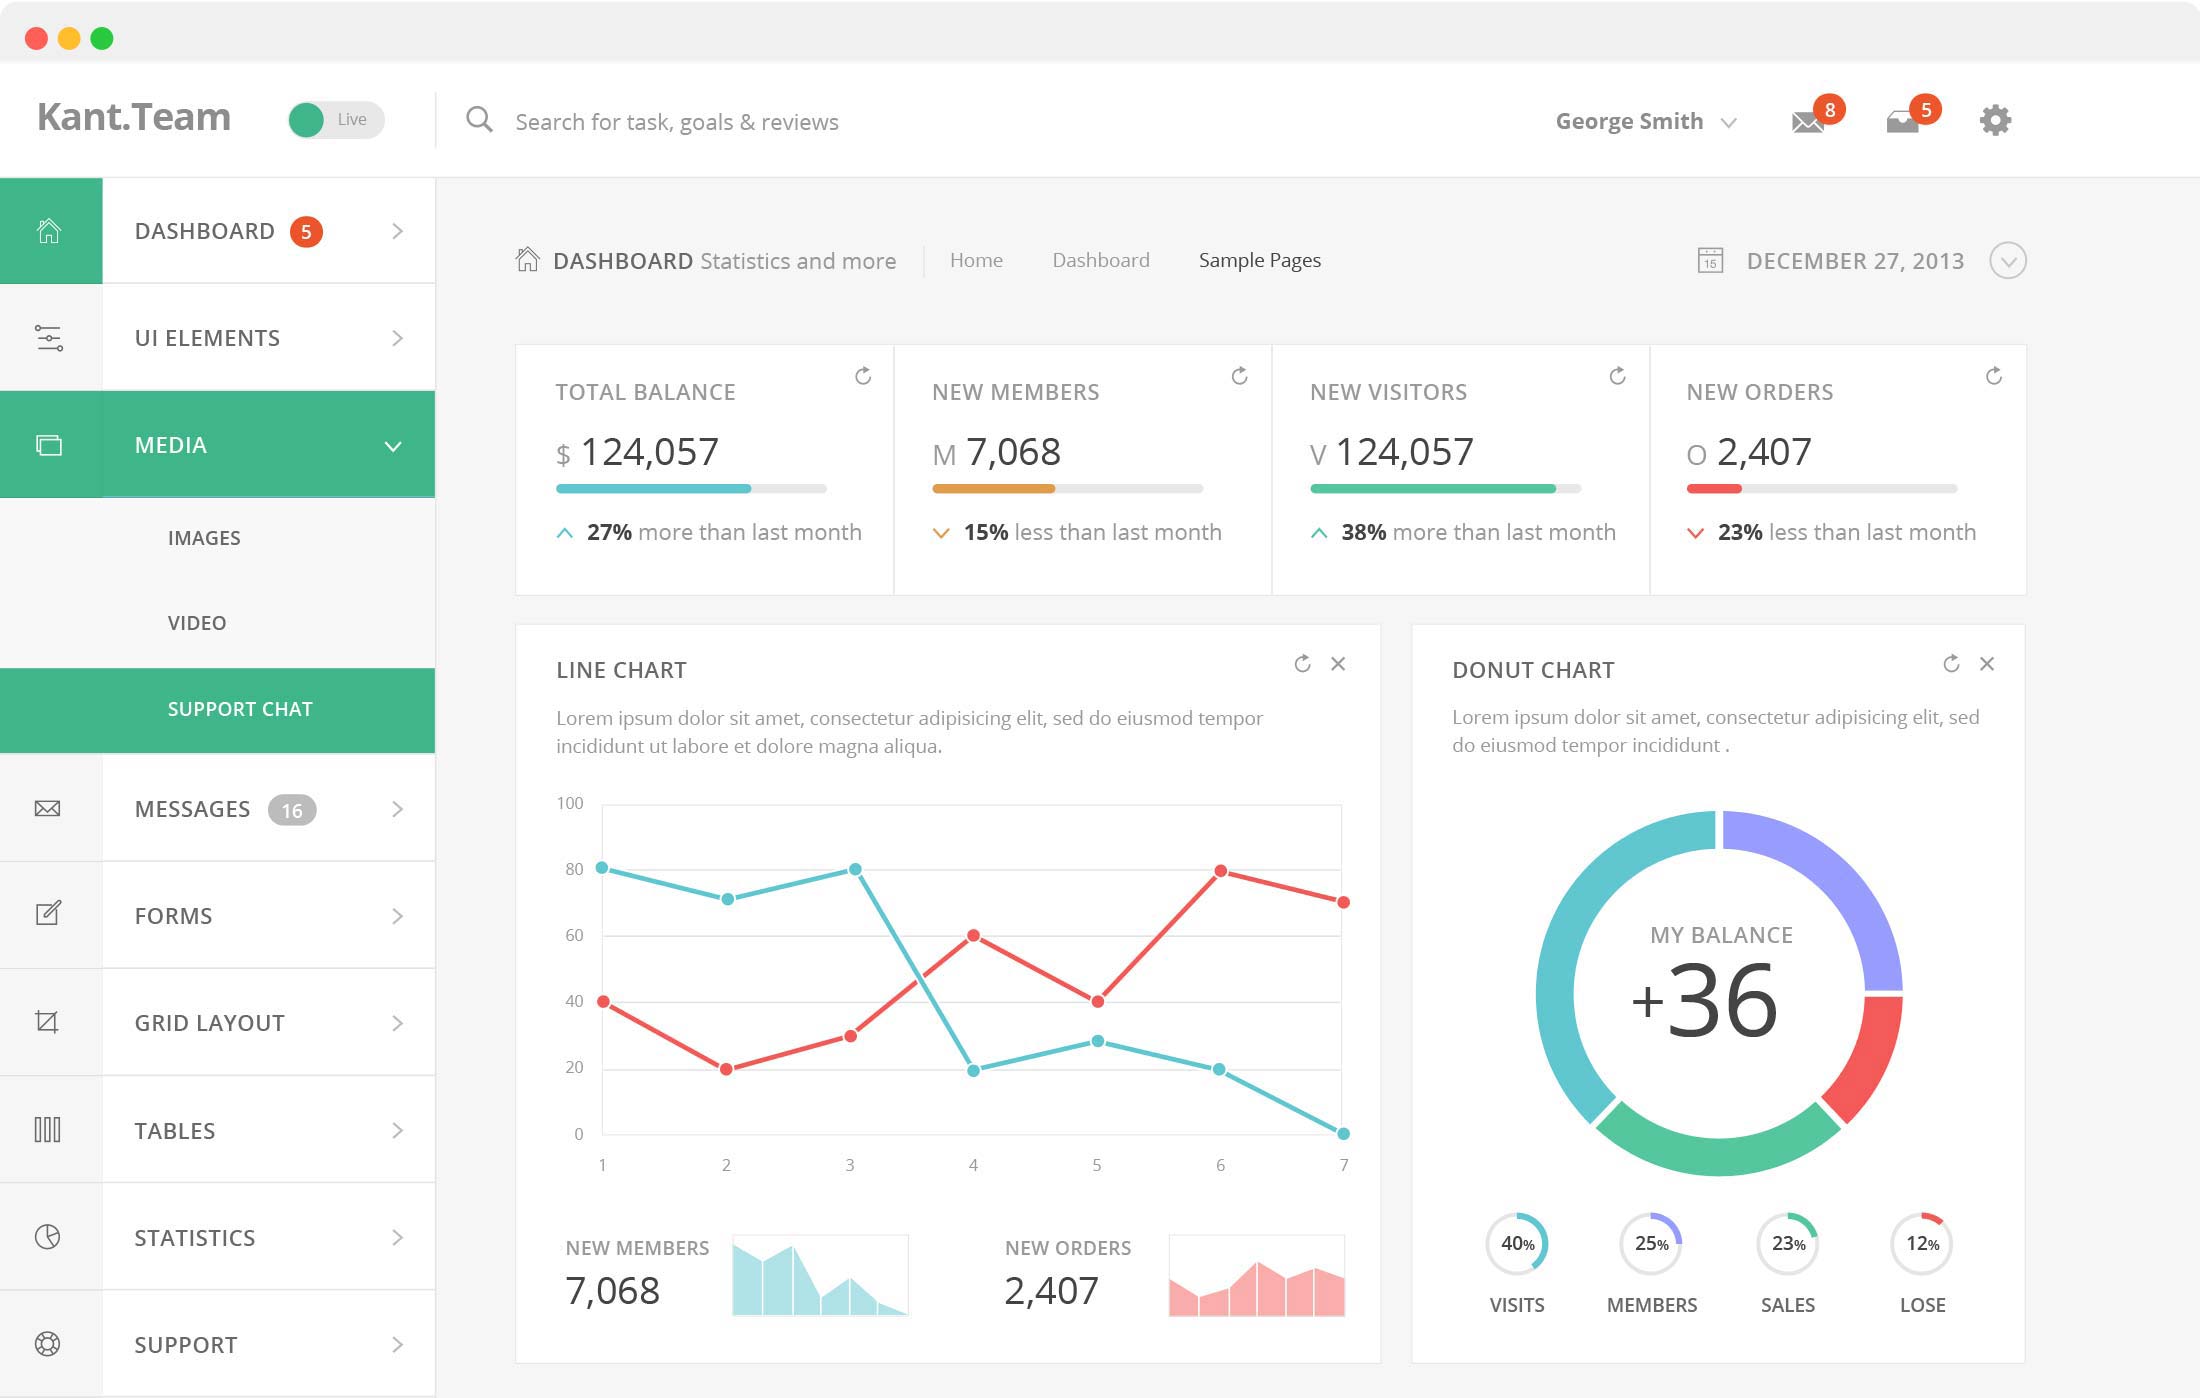 Kant.Team
Live
Search for task, goals & reviews
George Smith
8
5
DASHBOARD 5
UI ELEMENTS
MEDIA
IMAGES
VIDEO
SUPPORT CHAT
MESSAGES 16
FORMS
GRID LAYOUT
TABLES
STATISTICS
SUPPORT
DASHBOARD Statistics and more
Home
Dashboard
Sample Pages
15
DECEMBER 27, 2013
TOTAL BALANCE
$ 124,057
27% more than last month
NEW MEMBERS
M 7,068
15% less than last month
NEW VISITORS
V 124,057
38% more than last month
NEW ORDERS
O 2,407
23% less than last month
LINE CHART
Lorem ipsum dolor sit amet, consectetur adipisicing elit, sed do eiusmod tempor
incididunt ut labore et dolore magna aliqua.
100
80
60
40
20
0
1 2 3 4 5 6 7
NEW MEMBERS
7,068
NEW ORDERS
2,407
DONUT CHART
Lorem ipsum dolor sit amet, consectetur adipisicing elit, sed
do eiusmod tempor incididunt .
MY BALANCE
+36
40% 25% 23% 12%
VISITS MEMBERS SALES LOSE